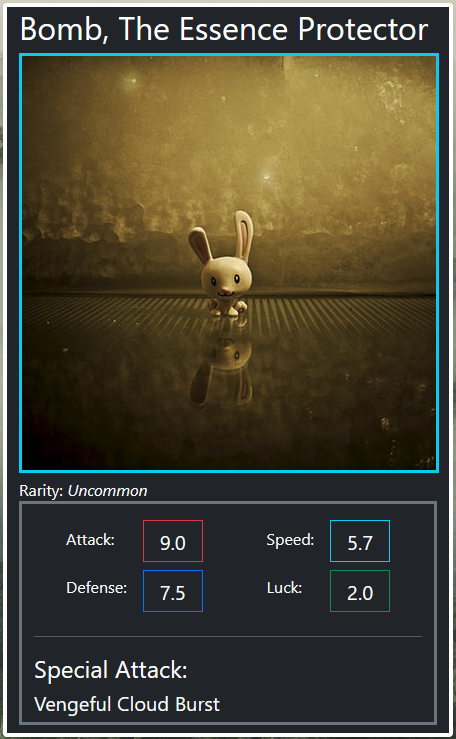 Bomb, The Essence Protector
Rarity: Uncommon
Attack: 9.0 Speed: 5.7
Defense: 7.5 Luck: 2.0
Special Attack:
Vengeful Cloud Burst